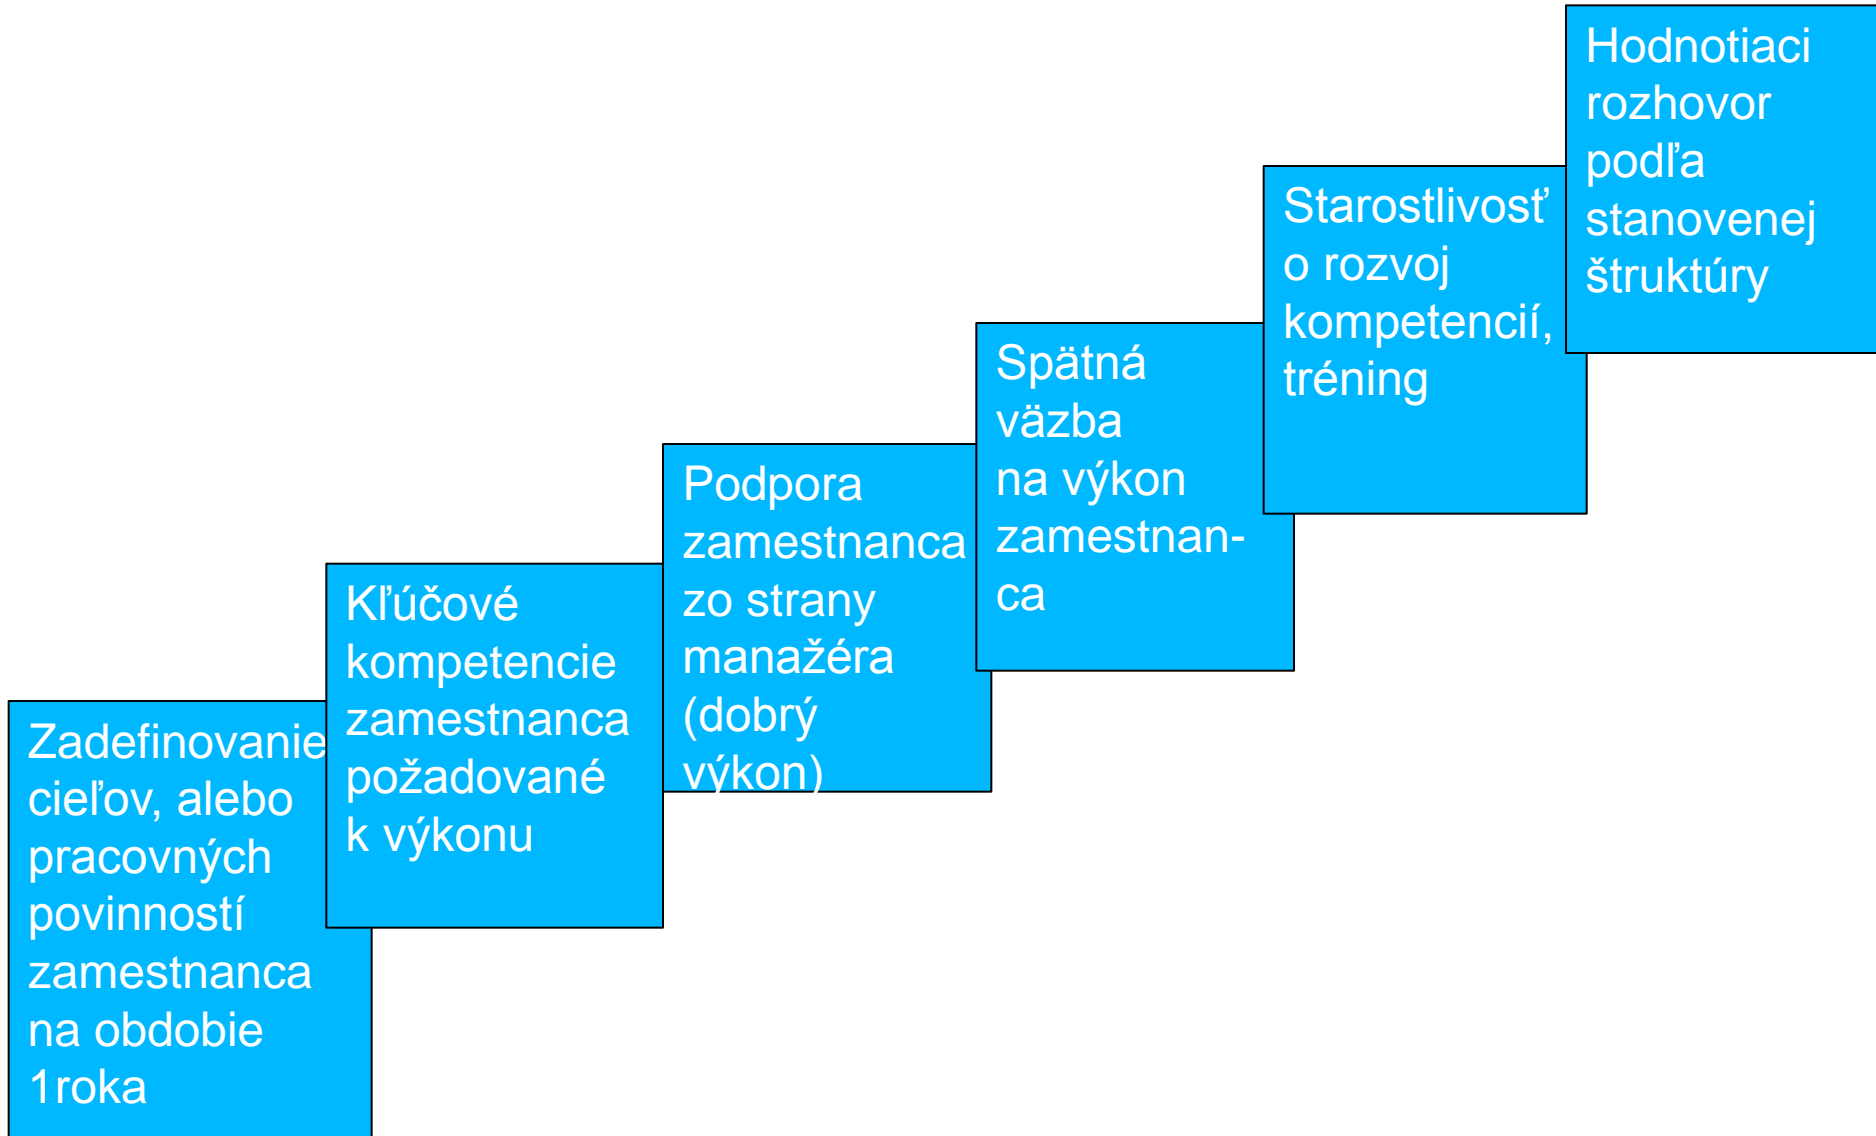 Zadefinovanie
cieľov, alebo
pracovných
povinností
zamestnanca
na obdobie
1roka
Kľúčové
kompetencie
zamestnanca
požadované
k výkonu
Podpora
zamestnanca
zo strany
manažéra
(dobrý
výkon)
Spätná
väzba
na výkon
zamestnan-
ca
Starostlivosť
o rozvoj
kompetencií,
tréning
Hodnotiaci
rozhovor
podľa
stanovenej
štruktúry